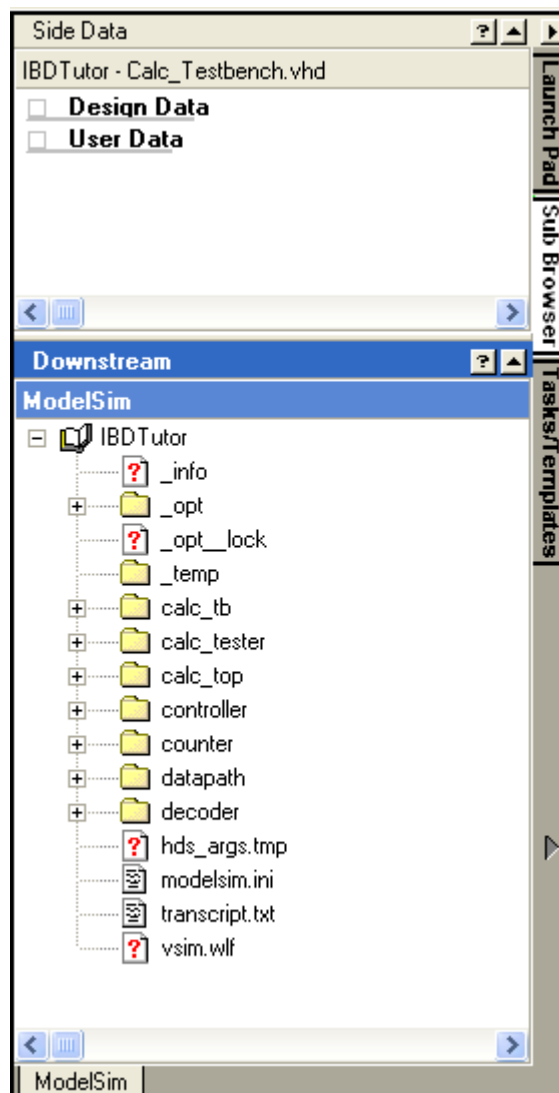 Side Data
IBDTutor - Calc_Testbench.vhd
Design Data
User Data
Downstream
ModelSim
IBDTutor
_info
_opt
_opt__lock
_temp
calc_tb
calc_tester
calc_top
controller
counter
datapath
decoder
hds_args.tmp
modelsim.ini
transcript.txt
vsim.wlf
ModelSim
Launch Pad
Sub Browser
Tasks/Templates